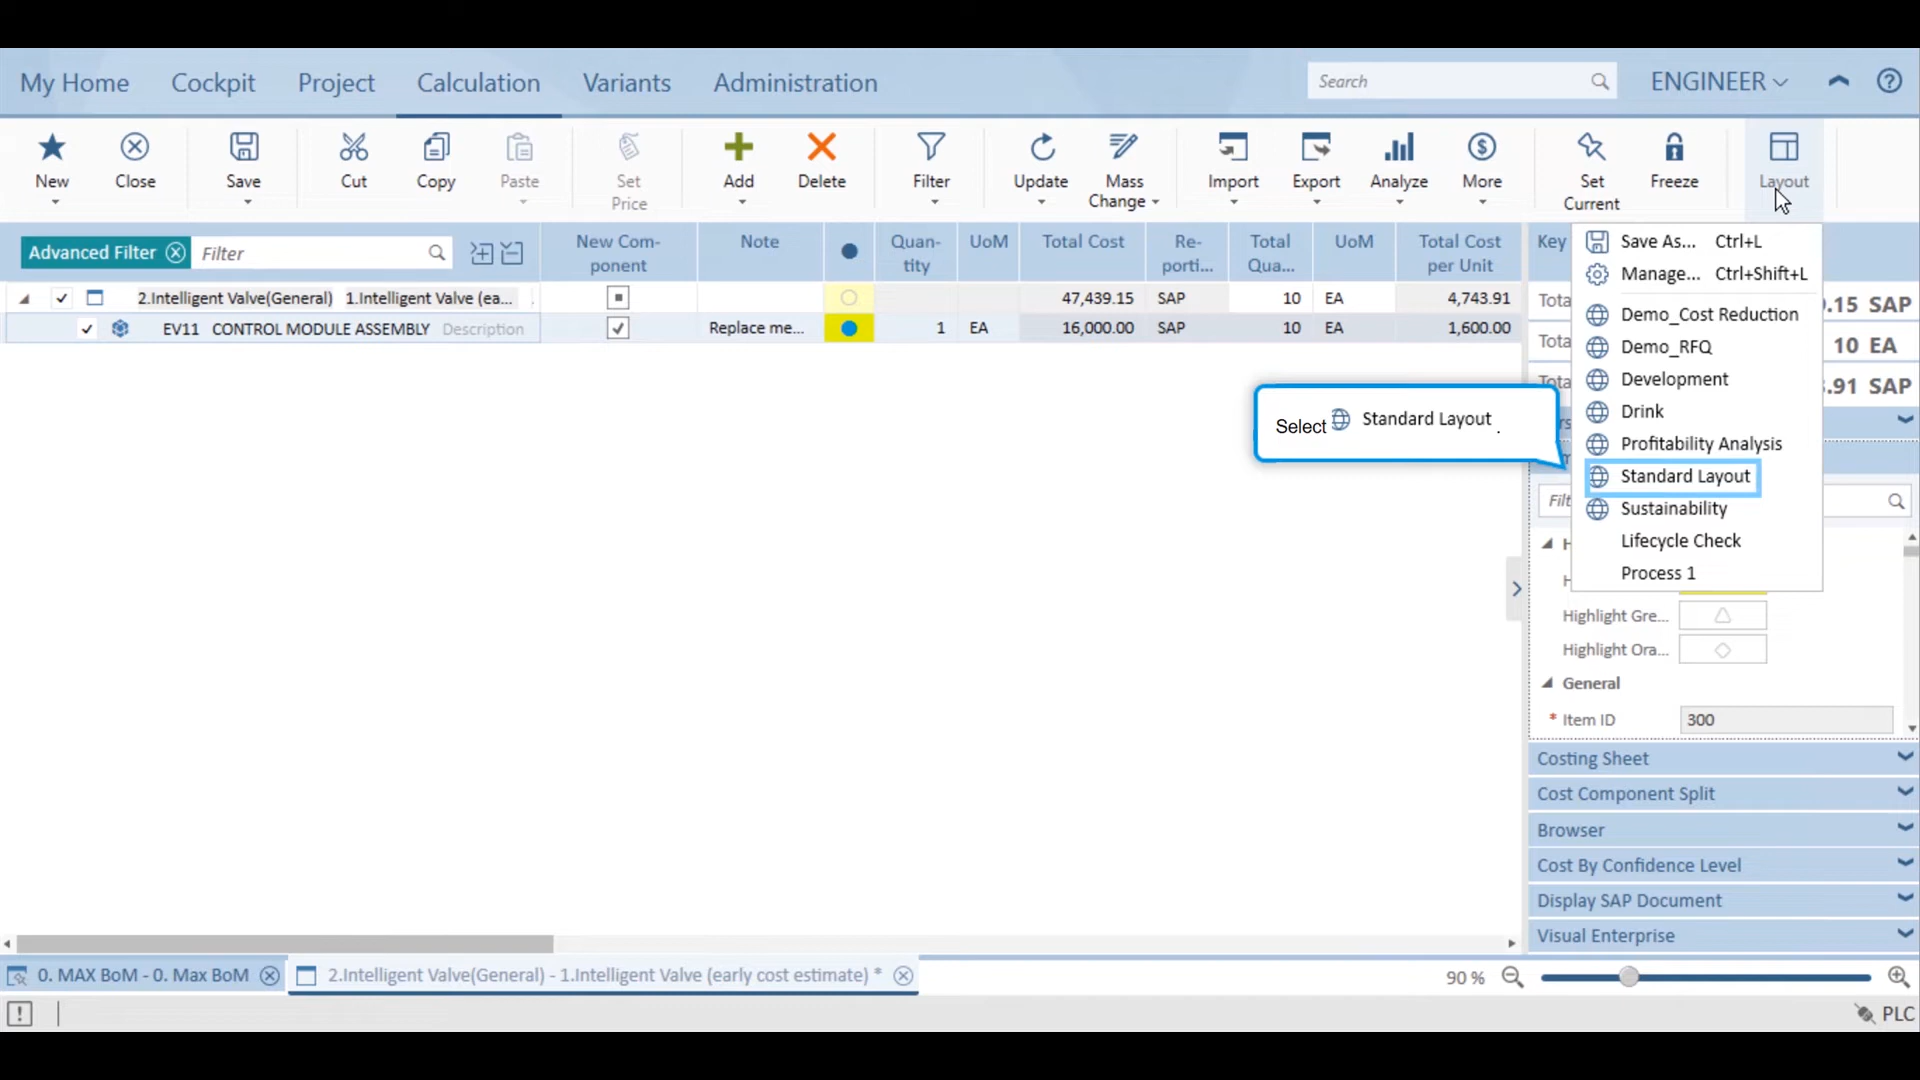 My Home Cockpit Project Calculation Variants Administration Search ENGINEER
New Close Save Cut Copy Paste Set Price Add Delete Filter Update Mass Change Import Export Analyze More Set Current Freeze Layout
Advanced Filter Filter New Com-ponent Note Quan-tity UoM Total Cost Re-porti... Total Qua... UoM Total Cost per Unit Key
2.Intelligent Valve(General) 1.Intelligent Valve (ea... 47,439.15 SAP 10 EA 4,743.91
EV11 CONTROL MODULE ASSEMBLY Description Replace me... 1 EA 16,000.00 SAP 10 EA 1,600.00
Save As... Ctrl+L
Manage... Ctrl+Shift+L
Demo_Cost Reduction
Demo_RFQ
Development
Drink
Profitability Analysis
Standard Layout
Sustainability
Lifecycle Check
Process 1
Tota .15 SAP
Tota 10 EA
Tota .91 SAP
Select Standard Layout .
Filt
H
Highlight Gre...
Highlight Ora...
General
* Item ID 300
Costing Sheet
Cost Component Split
Browser
Cost By Confidence Level
Display SAP Document
Visual Enterprise
0. MAX BoM - 0. Max BoM 2.Intelligent Valve(General) - 1.Intelligent Valve (early cost estimate) * 90 %
PLC